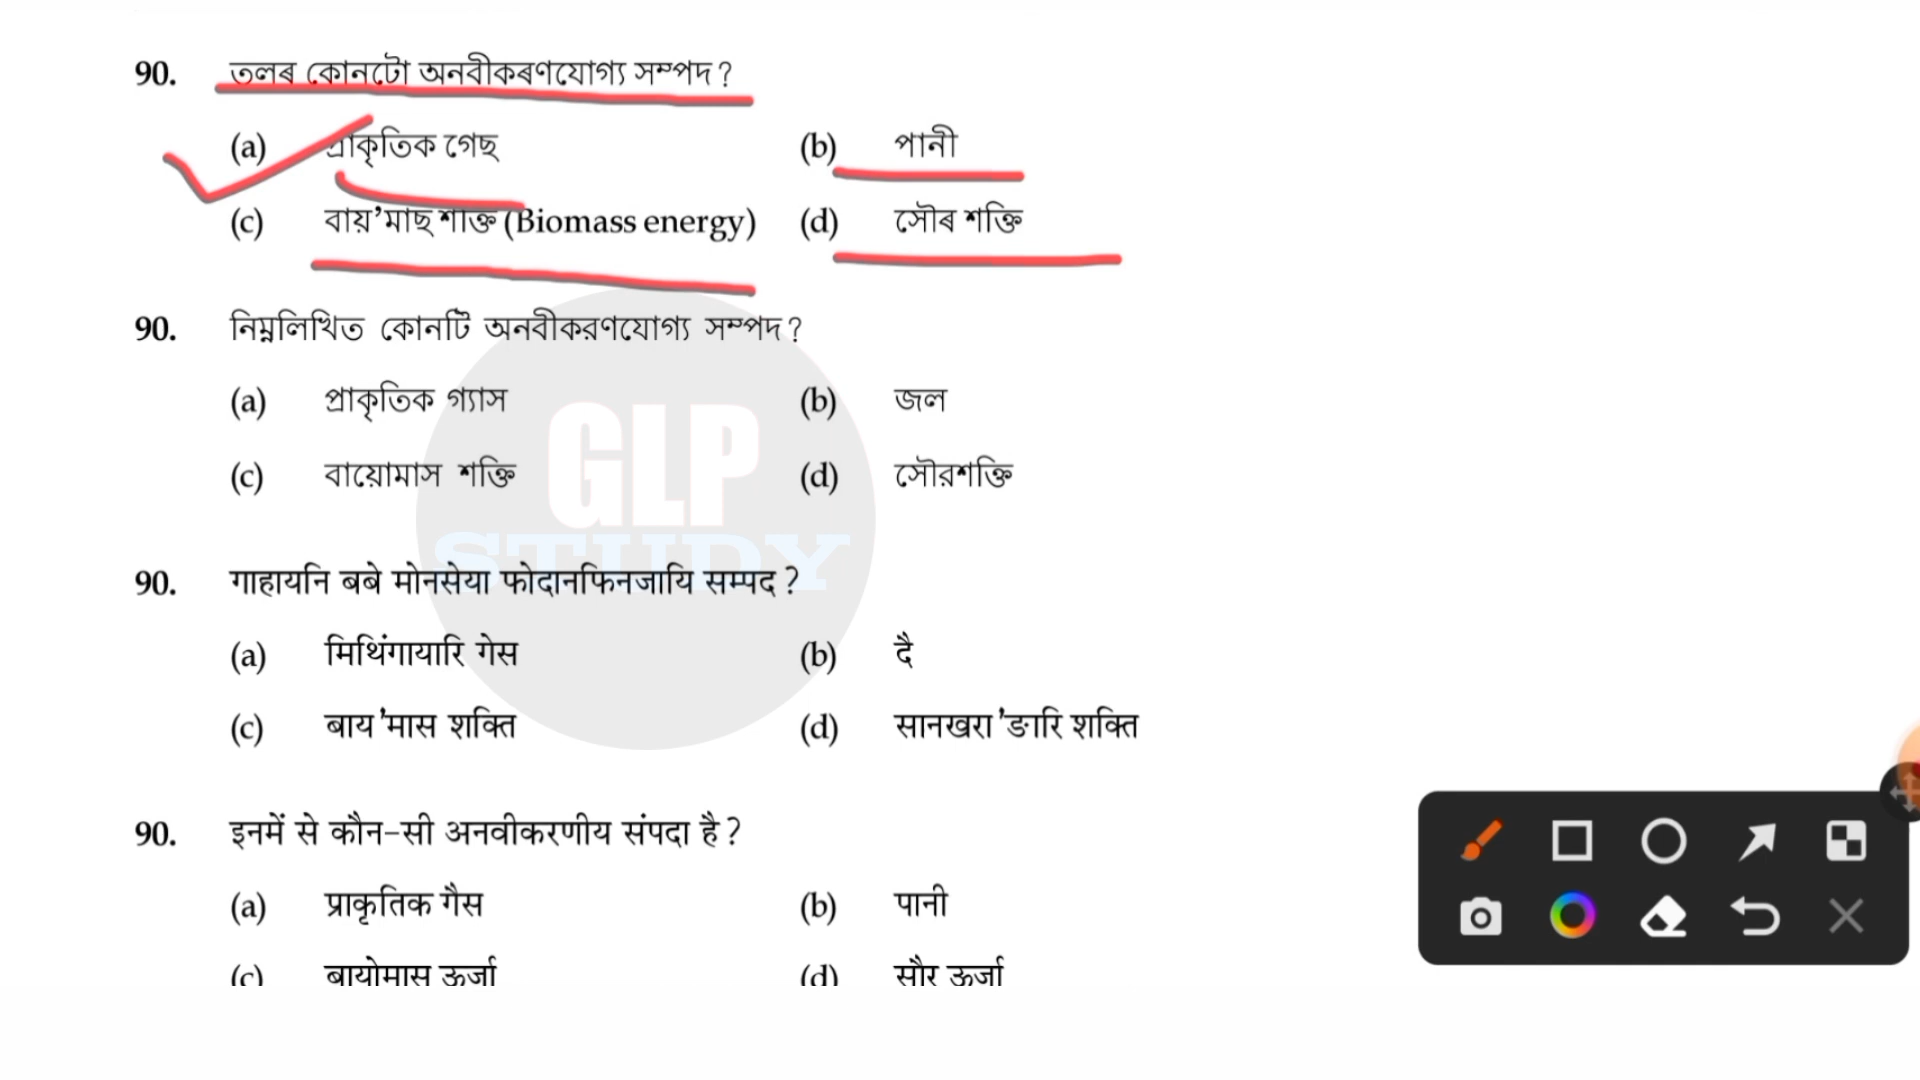 90. তলৰ কোনটো অনবীকৰণযোগ্য সম্পদ?
(a) প্ৰাকৃতিক গেছ (b) পানী
(c) বায়'মাছ শক্তি (Biomass energy) (d) সৌৰ শক্তি
90. নিম্নলিখিত কোনটি অনবীকরণযোগ্য সম্পদ?
(a) প্রাকৃতিক গ্যাস (b) জল
(c) বায়োমাস শক্তি (d) সৌরশক্তি
GLP
STUDY
90. गाहायनि बबे मोनसेया फोदानफिनजायि सम्पद?
(a) मिथिंगायारि गेस (b) दै
(c) बाय'मास शक्ति (d) सानखरा'ङारि शक्ति
90. इनमें से कौन-सी अनवीकरणीय संपदा है?
(a) प्राकृतिक गैस (b) पानी
(c) बायोमास ऊर्जा (d) सौर ऊर्जा